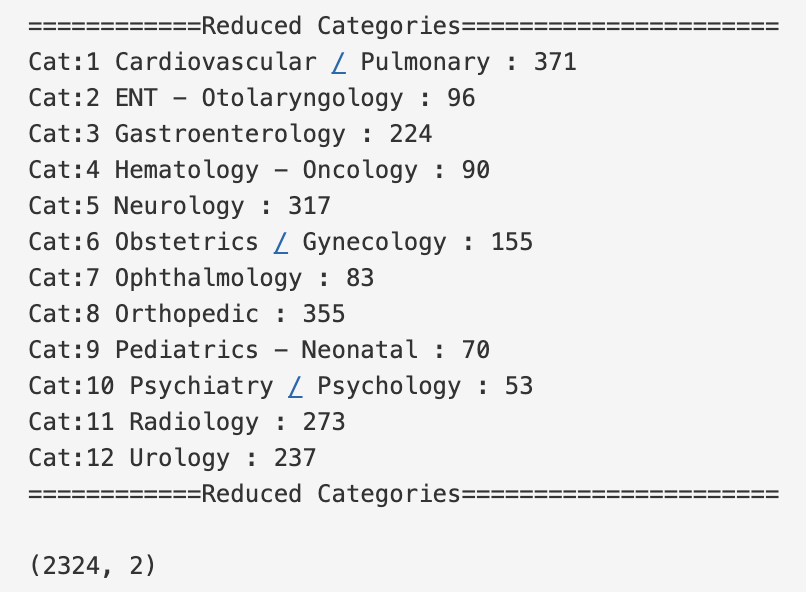 ============Reduced Categories======================
Cat:1 Cardiovascular / Pulmonary : 371
Cat:2 ENT - Otolaryngology : 96
Cat:3 Gastroenterology : 224
Cat:4 Hematology - Oncology : 90
Cat:5 Neurology : 317
Cat:6 Obstetrics / Gynecology : 155
Cat:7 Ophthalmology : 83
Cat:8 Orthopedic : 355
Cat:9 Pediatrics - Neonatal : 70
Cat:10 Psychiatry / Psychology : 53
Cat:11 Radiology : 273
Cat:12 Urology : 237
============Reduced Categories======================
(2324, 2)